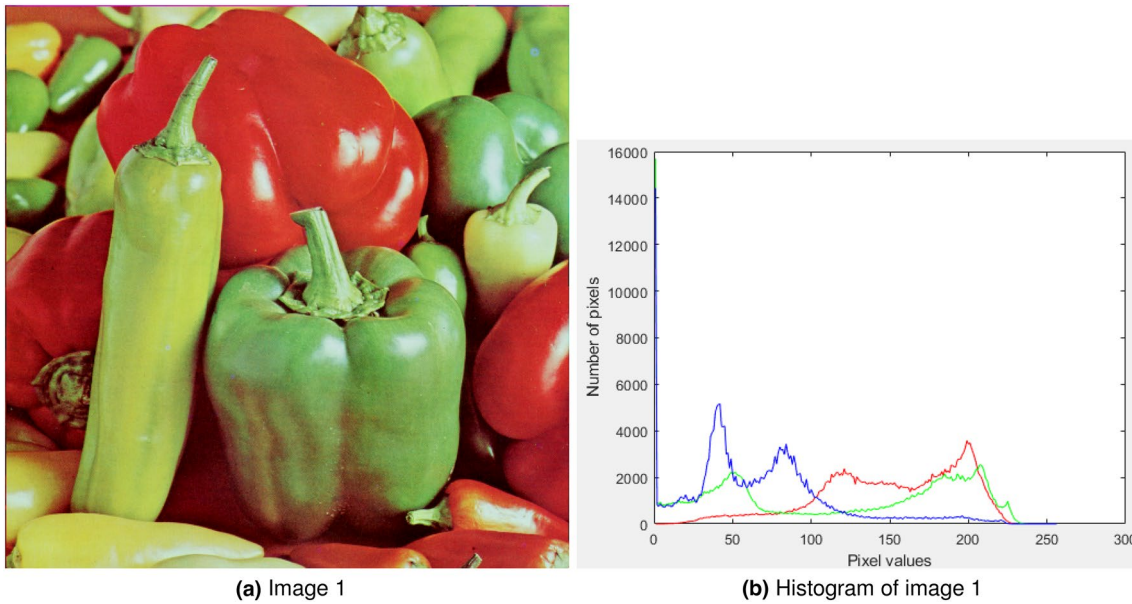 16000
14000
12000
14000
8000
6000
4000
2000
0
Number of pixels
0 50 100 150 200 250 300
Pixel values
(a) Image 1
(b) Histogram of image 1